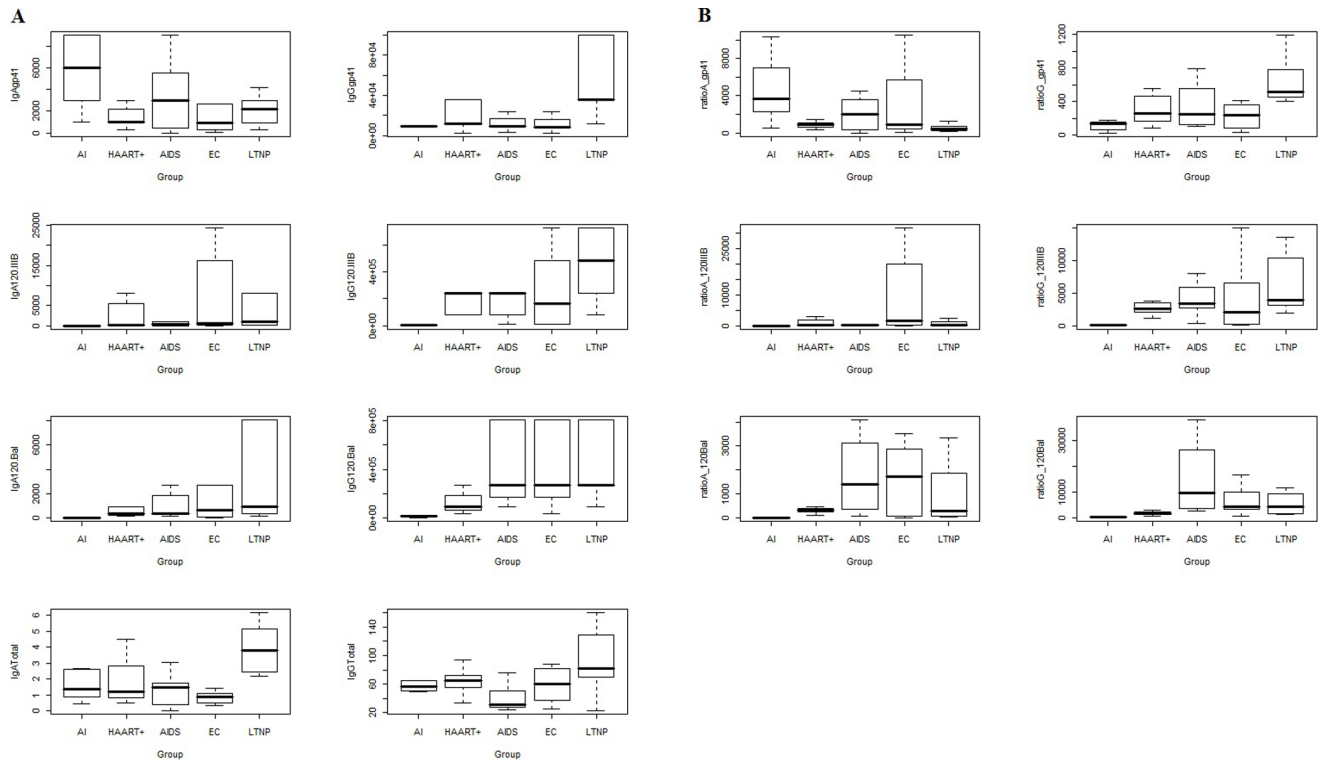 A
B
IgAgp41
0 2000 6000
AI HAART+ AIDS EC LTNP
Group
IgGgp41
0e+00 4e+04 8e+04
AI HAART+ AIDS EC LTNP
Group
ratioA_gp41
0 4000 8000
AI HAART+ AIDS EC LTNP
Group
ratioG_gp41
0 400 800 1200
AI HAART+ AIDS EC LTNP
Group
IgA120.IIIB
0 5000 15000 25000
AI HAART+ AIDS EC LTNP
Group
IgG120.IIIB
0e+00 4e+05
AI HAART+ AIDS EC LTNP
Group
ratioA_120IIIB
0 5000 15000 25000
AI HAART+ AIDS EC LTNP
Group
ratioG_120IIIB
0 5000 10000
AI HAART+ AIDS EC LTNP
Group
IgA120.Bal
0 2000 6000
AI HAART+ AIDS EC LTNP
Group
IgG120.Bal
0e+00 4e+05 8e+05
AI HAART+ AIDS EC LTNP
Group
ratioA_120Bal
0 1000 3000
AI HAART+ AIDS EC LTNP
Group
ratioG_120Bal
0 10000 30000
AI HAART+ AIDS EC LTNP
Group
IgATotal
0 1 2 3 4 5 6
AI HAART+ AIDS EC LTNP
Group
IgGTotal
20 60 100 140
AI HAART+ AIDS EC LTNP
Group